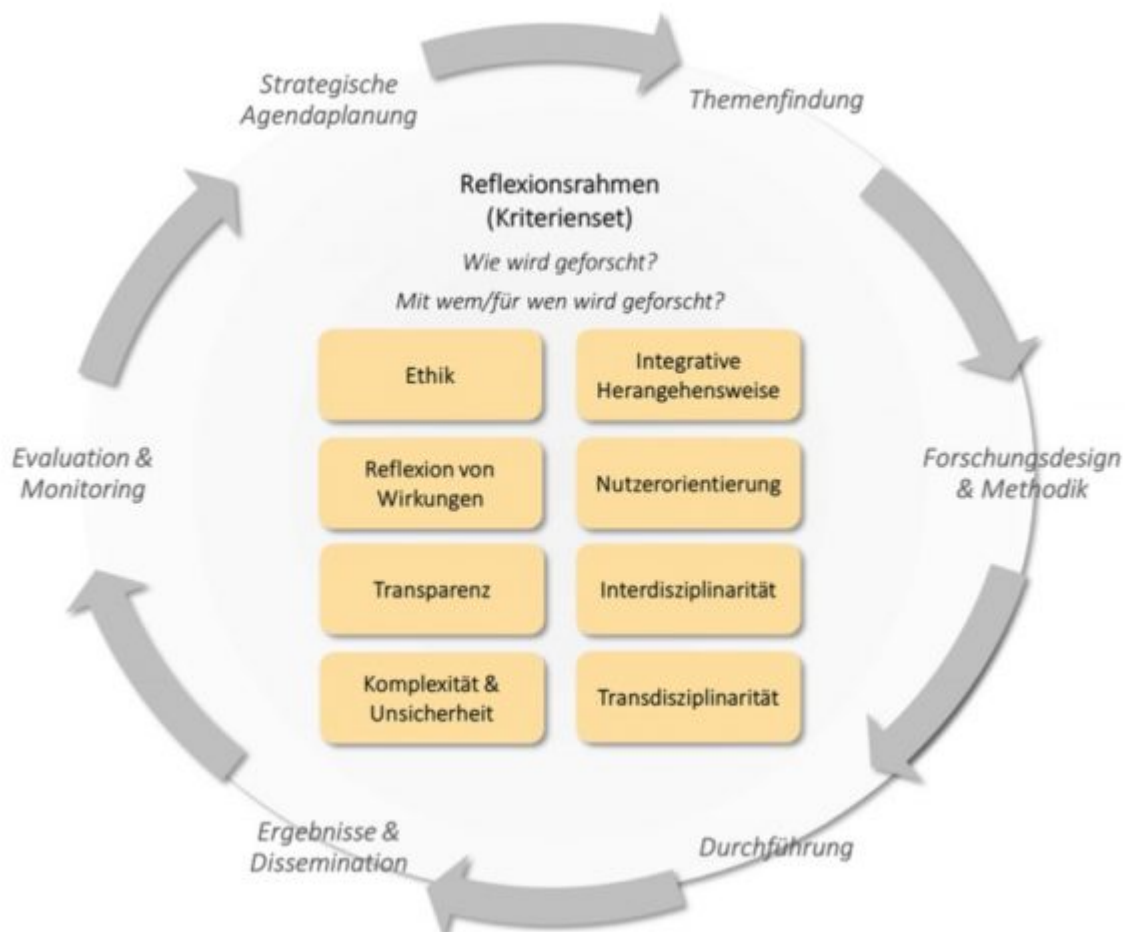 Strategische
Agendaplanung
Themenfindung
Reflexionsrahmen
(Kriterienset)
Wie wird geforscht?
Mit wem/für wen wird geforscht?
Ethik
Integrative
Herangehensweise
Reflexion von
Wirkungen
Nutzerorientierung
Transparenz
Interdisziplinarität
Komplexität &
Unsicherheit
Transdisziplinarität
Evaluation &
Monitoring
Forschungsdesign
& Methodik
Ergebnisse &
Dissemination
Durchführung